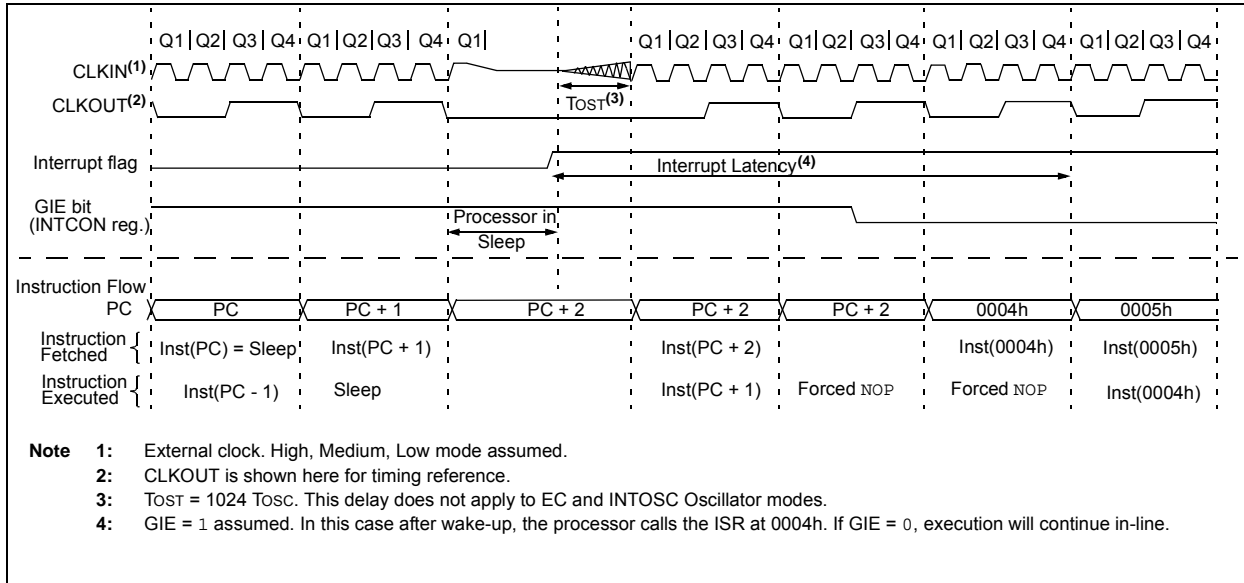 Q1 Q2 Q3 Q4 Q1 Q2 Q3 Q4 Q1 Q1 Q2 Q3 Q4 Q1 Q2 Q3 Q4 Q1 Q2 Q3 Q4 Q1 Q2 Q3 Q4
CLKIN(1)
CLKOUT(2)
TOST(3)
Interrupt flag
Interrupt Latency(4)
GIE bit
(INTCON reg.)
Processor in
Sleep
Instruction Flow
PC PC PC + 1 PC + 2 PC + 2 PC + 2 0004h 0005h
Instruction
Fetched
Inst(PC) = Sleep Inst(PC + 1) Inst(PC + 2) Inst(0004h) Inst(0005h)
Instruction
Executed
Inst(PC - 1) Sleep Inst(PC + 1) Forced NOP Forced NOP Inst(0004h)
Note 1: External clock. High, Medium, Low mode assumed.
2: CLKOUT is shown here for timing reference.
3: TOST = 1024 TOSC. This delay does not apply to EC and INTOSC Oscillator modes.
4: GIE = 1 assumed. In this case after wake-up, the processor calls the ISR at 0004h. If GIE = 0, execution will continue in-line.